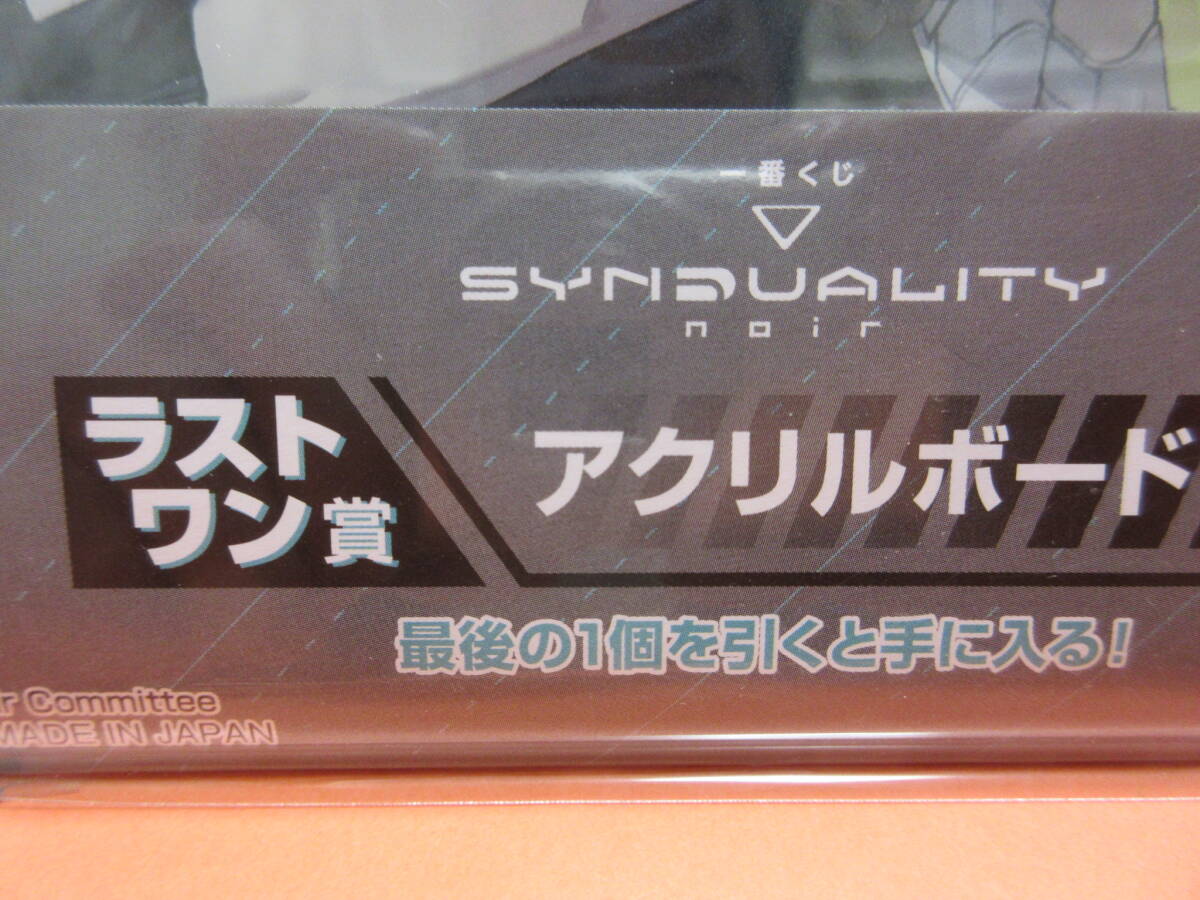 一番くじ
SYNDUALITY
noir
ラスト
ワン賞
アクリルボード
最後の1個を引くと手に入る!
Committee
MADE IN JAPAN